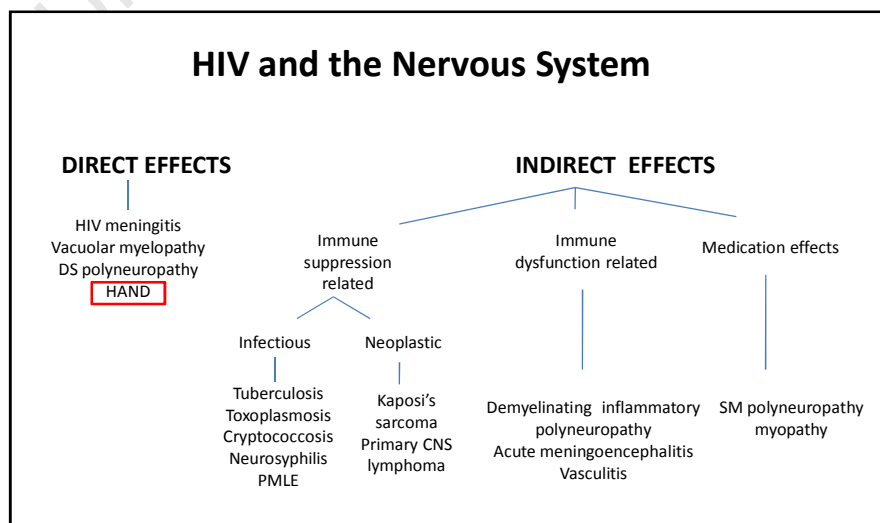 HIV and the Nervous System
DIRECT EFFECTS
HIV meningitis
Vacuolar myelopathy
DS polyneuropathy
HAND
INDIRECT EFFECTS
Immune
suppression
related
Infectious
Tuberculosis
Toxoplasmosis
Cryptococcosis
Neurosyphilis
PMLE
Neoplastic
Kaposi's
sarcoma
Primary CNS
lymphoma
Immune
dysfunction related
Demyelinating inflammatory
polyneuropathy
Acute meningoencephalitis
Vasculitis
Medication effects
SM polyneuropathy
myopathy